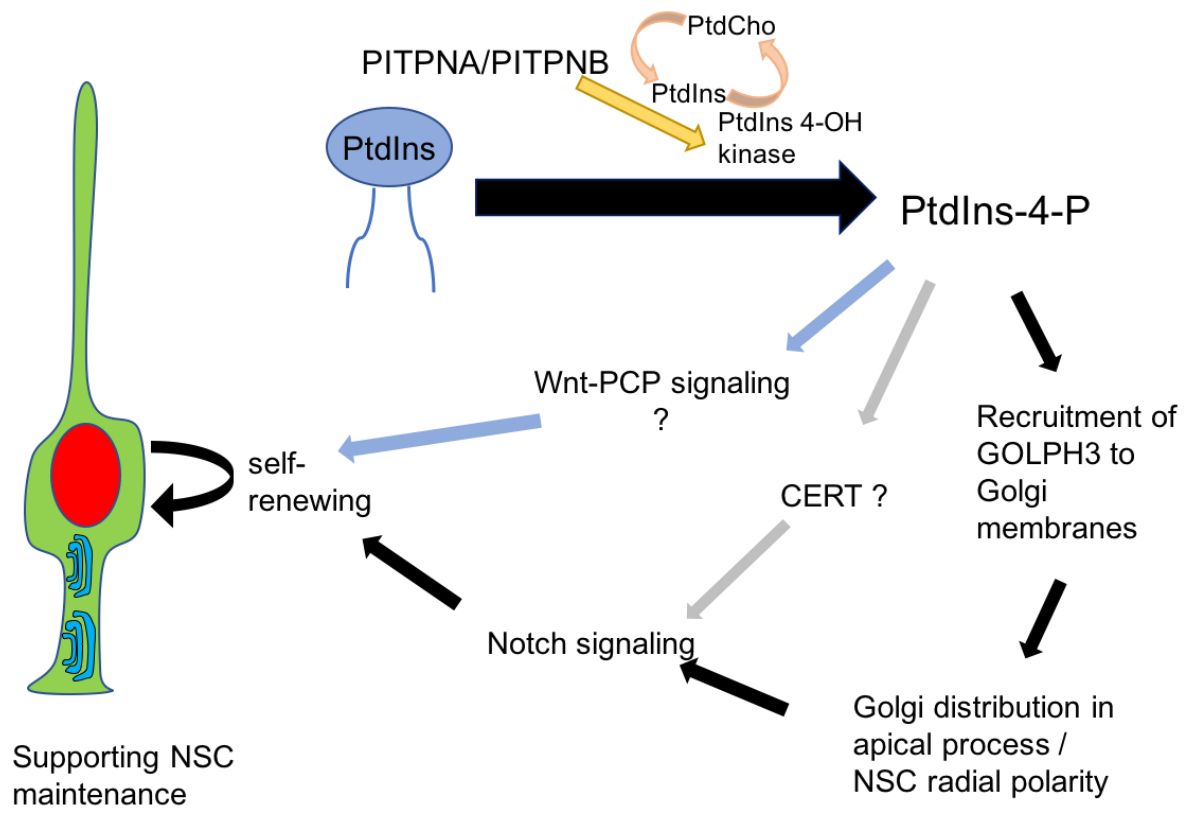 PtdCho
PITPNA/PITPNB
PtdIns
PtdIns 4-OH
kinase
PtdIns
PtdIns-4-P
Wnt-PCP signaling
?
Recruitment of
GOLPH3 to
Golgi
membranes
self-
renewing
CERT ?
Notch signaling
Golgi distribution in
apical process /
NSC radial polarity
Supporting NSC
maintenance